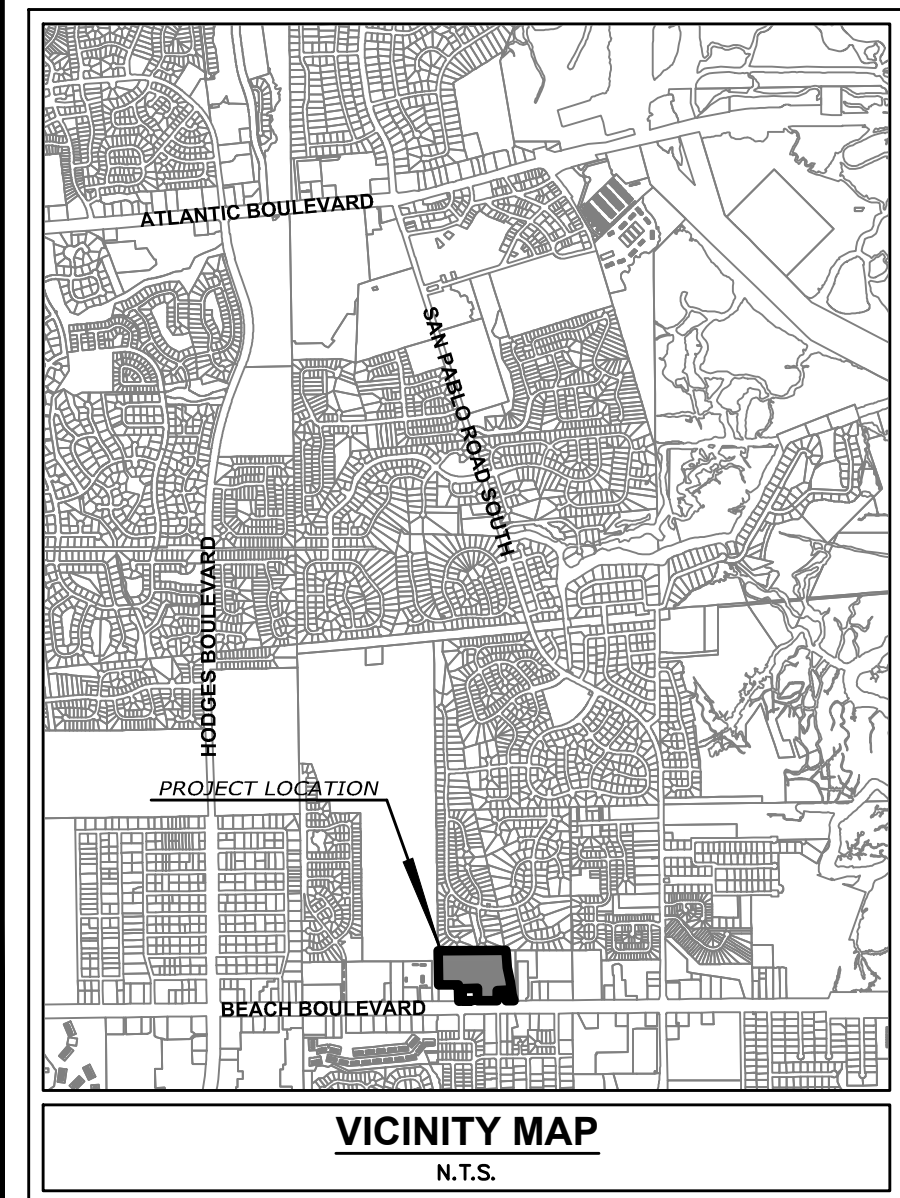 ATLANTIC BOULEVARD
SAN PABLO ROAD SOUTH
HODGES BOULEVARD
PROJECT LOCATION
BEACH BOULEVARD
VICINITY MAP
N.T.S.